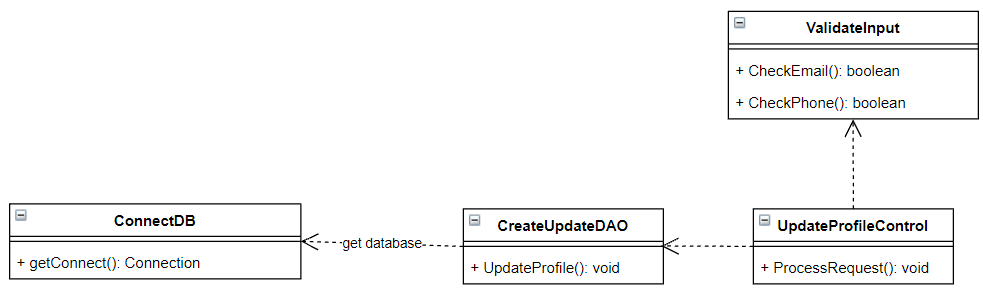 ValidateInput
+ CheckEmail(): boolean
+ CheckPhone(): boolean
ConnectDB
+ getConnect(): Connection
get database
CreateUpdateDAO
+ UpdateProfile(): void
UpdateProfileControl
+ ProcessRequest(): void